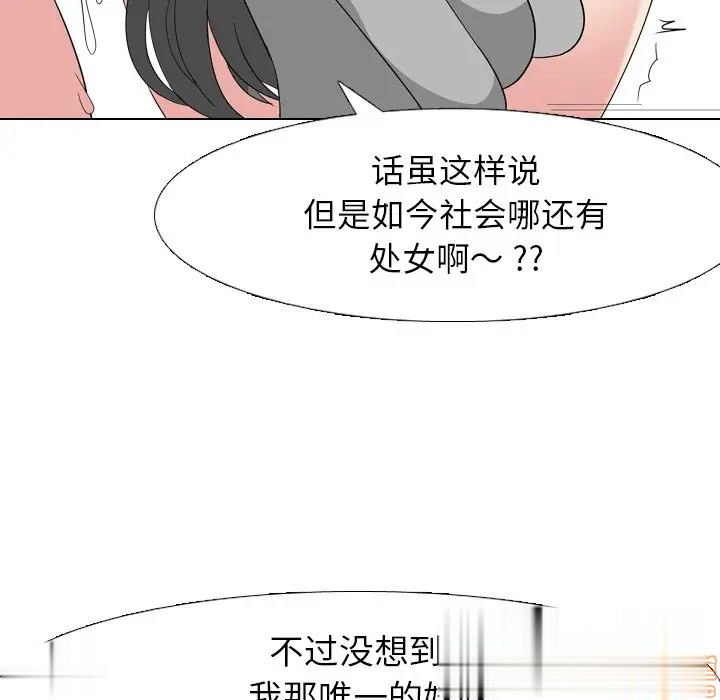 话虽这样说
但是如今社会哪还有
处女啊～ ??
不过没想到
我那唯一的